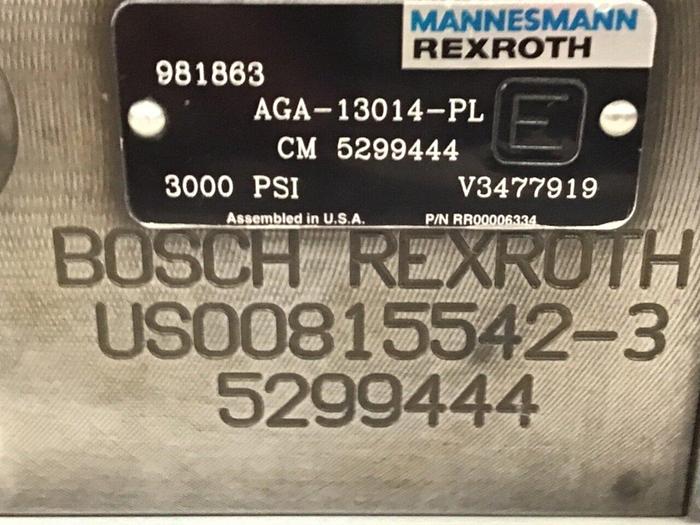 MANNESMANN
REXROTH
981863
AGA-13014-PL
E
CM 5299444
3000 PSI V3477919
Assembled in U.S.A. P/N RR00006334
BOSCH REXROTH
US00815542-3
5299444